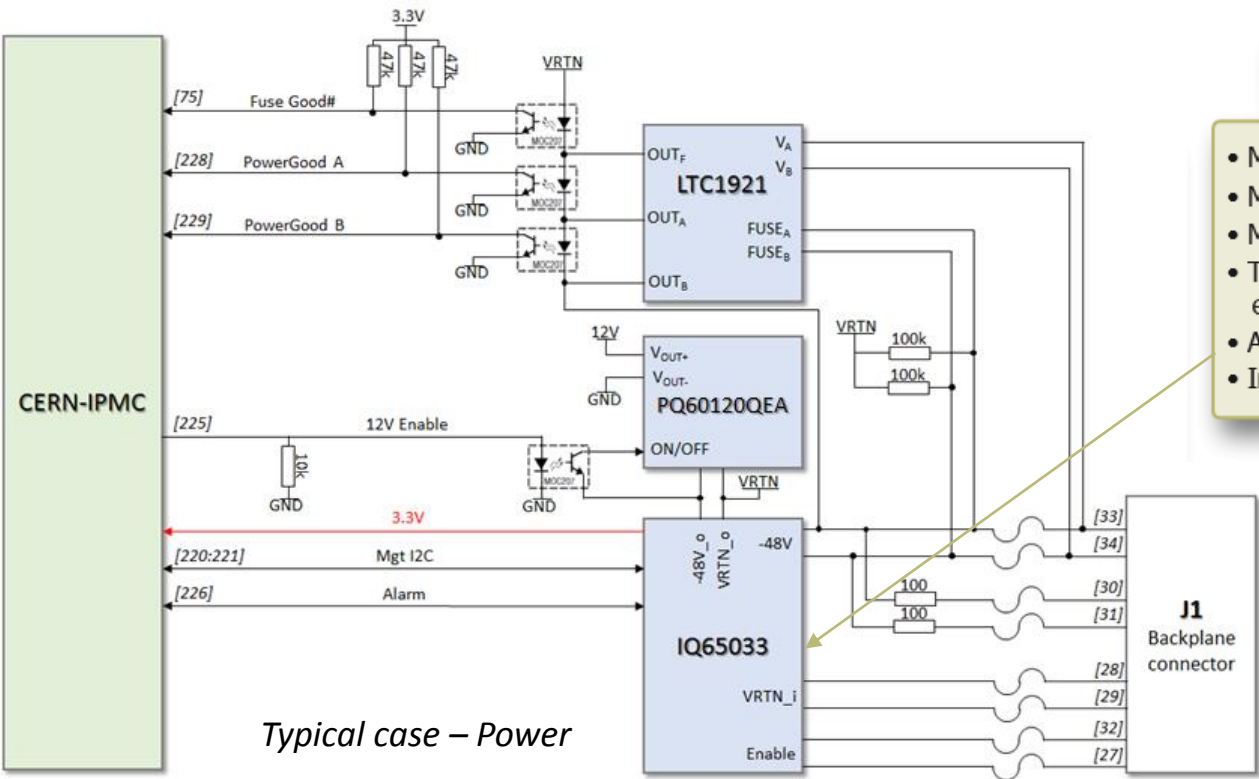 3.3V
47k
47k
47k
VRTN
[75] Fuse Good#
GND
MOC207
[228] PowerGood A
GND
MOC207
[229] PowerGood B
GND
MOC207
OUTF
OUTA
OUTB
LTC1921
VA
VB
FUSEA
FUSEB
VRTN
100k
100k
12V
GND
VOUT+
VOUT-
PQ60120QEA
ON/OFF
CERN-IPMC
[225] 12V Enable
10k
GND
MOC207
GND
VRTN
3.3V
[220:221] Mgt I2C
[226] Alarm
-48V_o
VRTN_o
-48V
IQ65033
VRTN_i
Enable
100
100
[33]
[34]
[30]
[31]
[28]
[29]
[32]
[27]
J1
Backplane
connector
Typical case – Power
• M
• M
• M
• T
e
• A